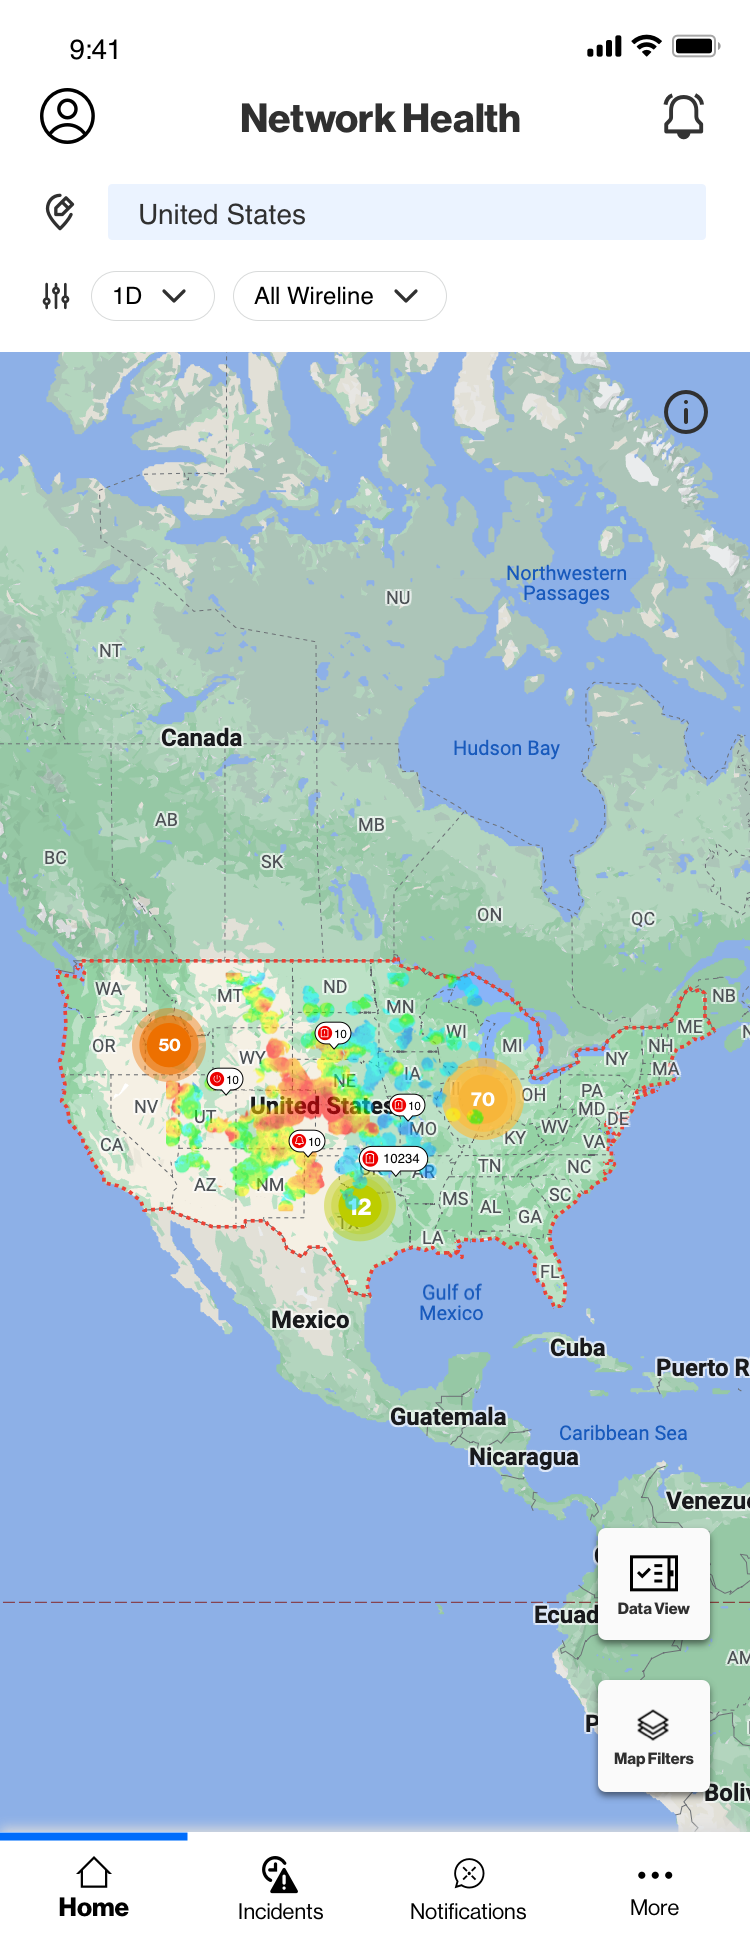 9:41
Network Health
United States
1D
All Wireline
Northwestern
Passages
NU
NT
Canada
Hudson Bay
AB
MB
BC
SK
ON
QC
WA
MT
ND
MN
NB
ME
OR
50
10
WI
MI
NH
NY
MA
WY
10
NE
IA
OH
PA
MD
NV
UT
United States
10
70
DE
CA
10
MO
KY
WV
VA
10234
AR
TN
NC
AZ
NM
MS
AL
SC
GA
12
TX
LA
FL
Gulf of
Mexico
Mexico
Cuba
Puerto R
Guatemala
Caribbean Sea
Nicaragua
Venezu
Data View
Ecuad
AM
Map Filters
P
Boliv
Home
Incidents
Notifications
More